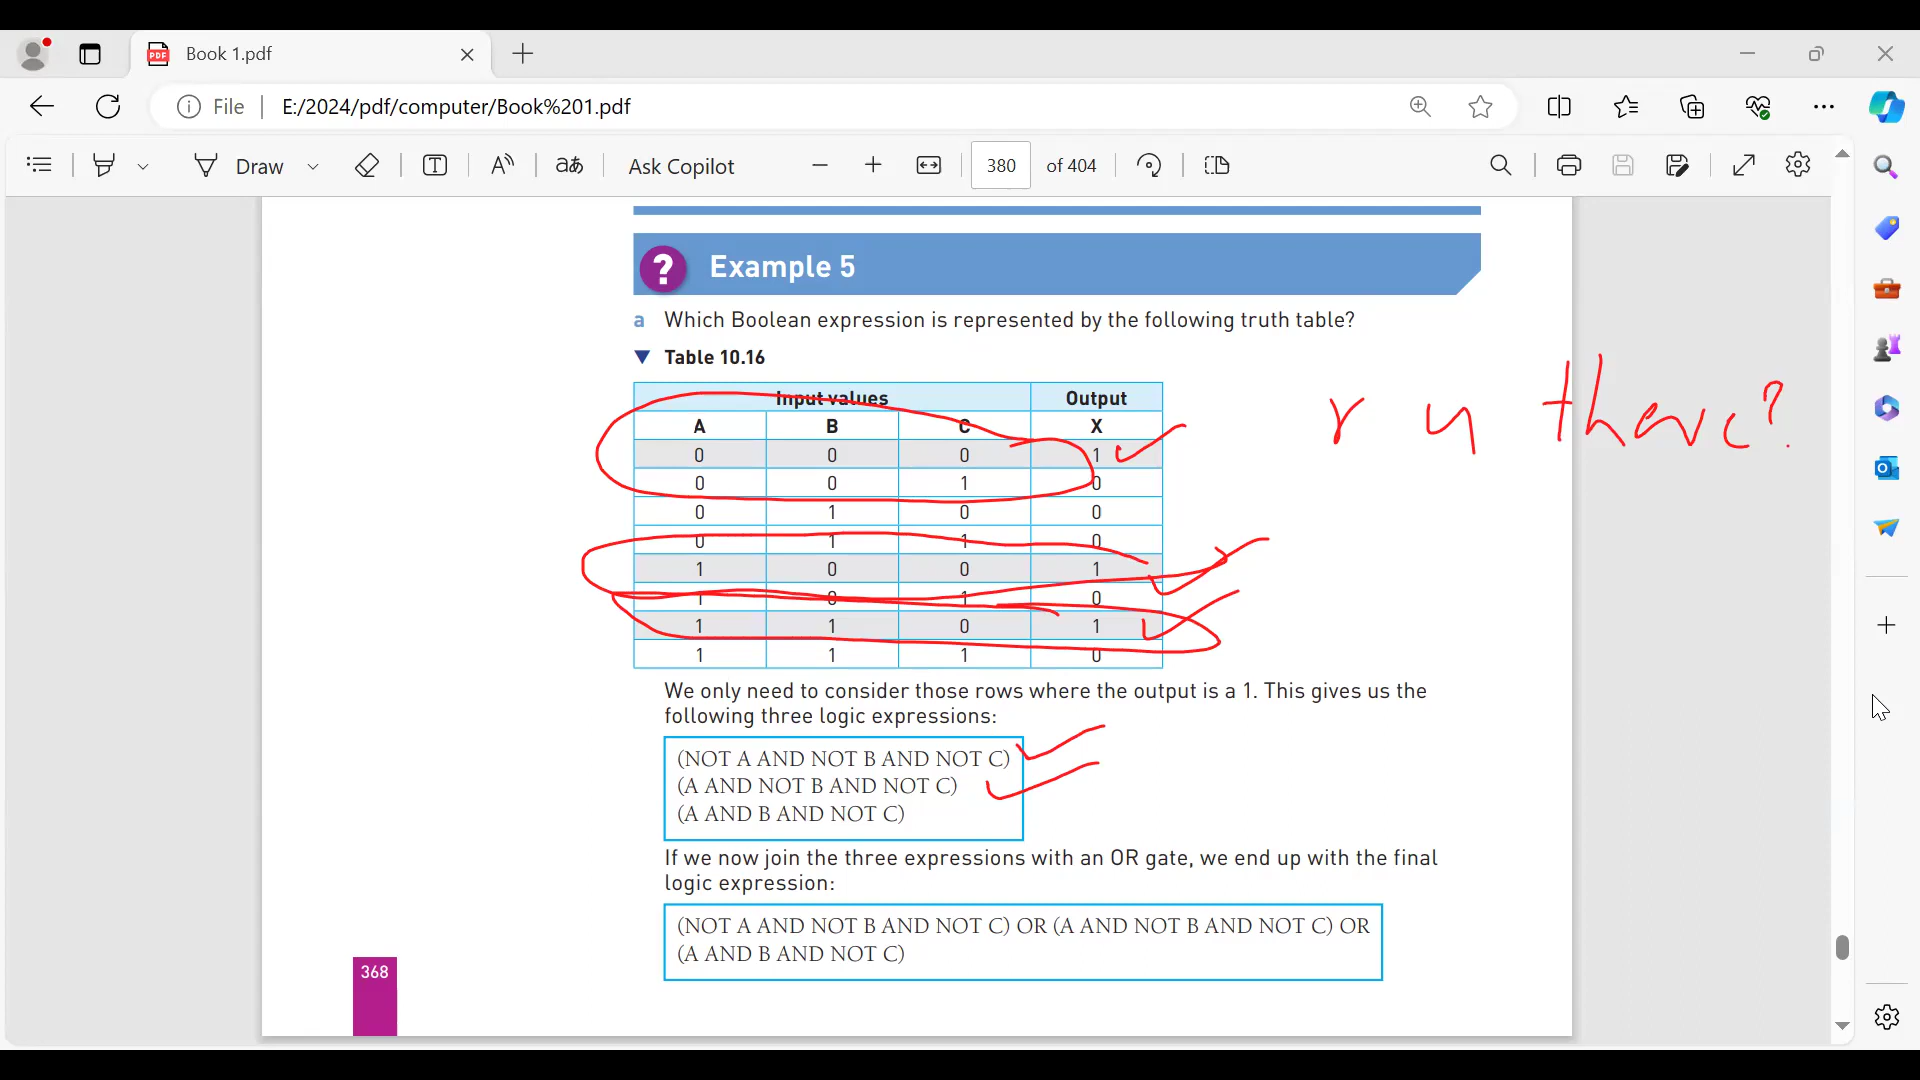 Book 1.pdf
File E:/2024/pdf/computer/Book%201.pdf
Draw T A aあ Ask Copilot 380 of 404
Example 5
a Which Boolean expression is represented by the following truth table?
Table 10.16
Input values Output
A B C X
0 0 0 1
0 0 1 0
0 1 0 0
0 1 1 0
1 0 0 1
1 0 1 0
1 1 0 1
1 1 1 0
r u there?
We only need to consider those rows where the output is a 1. This gives us the
following three logic expressions:
(NOT A AND NOT B AND NOT C)
(A AND NOT B AND NOT C)
(A AND B AND NOT C)
If we now join the three expressions with an OR gate, we end up with the final
logic expression:
(NOT A AND NOT B AND NOT C) OR (A AND NOT B AND NOT C) OR
(A AND B AND NOT C)
368